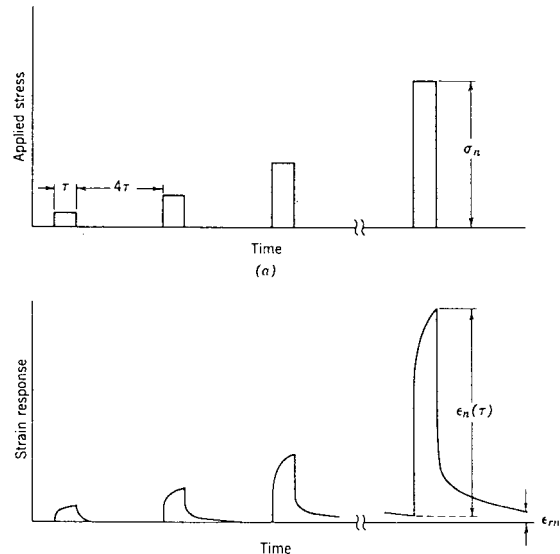 Applied stress
τ
4τ
σn
Time
(a)
Strain response
ϵn(τ)
ϵrn
Time